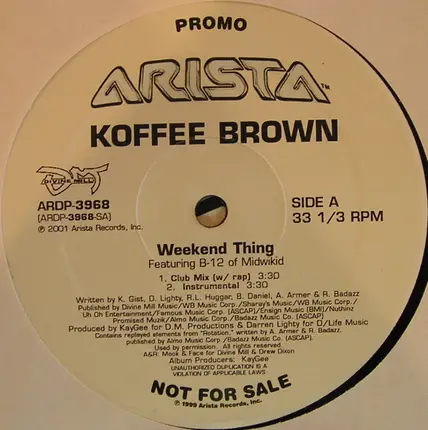 PROMO
ARISTA™
KOFFEE BROWN
DIVINE MILL
ARDP-3968
(ARDP-3968-SA)
℗ 2001 Arista Records, Inc.
SIDE A
33 1/3 RPM
Weekend Thing
Featuring B-12 of Midwikid
1. Club Mix (w/ rap) 3:30
2. Instrumental 3:30
Written by K. Gist, D. Lighty, R.L. Huggar, B. Daniel, A. Armer & R. Badazz
Published by Divine Mill Music/WB Music Corp./Sharay's Music/WB Music Corp./
Uh Oh Entertainment/Famous Music Corp. (ASCAP)/Ensign Music (BMI)/Nuthinz
Promised Muzik/Almo Music Corp./Badazz Music Co. (ASCAP)
Produced by KayGee for D.M. Productions & Darren Lighty for D/Life Music
Contains replayed elements from "Rotation." written by A. Armer & R. Badazz.
published by Almo Music Corp./Badazz Music Co. (ASCAP).
Used by permission. All rights reserved.
A&R: Mook & Face for Divine Mill & Drew Dixon
Album Producers: KayGee
UNAUTHORIZED DUPLICATION IS A
VIOLATION OF APPLICABLE LAWS
NOT FOR SALE
℗ 1999 Arista Records, Inc.